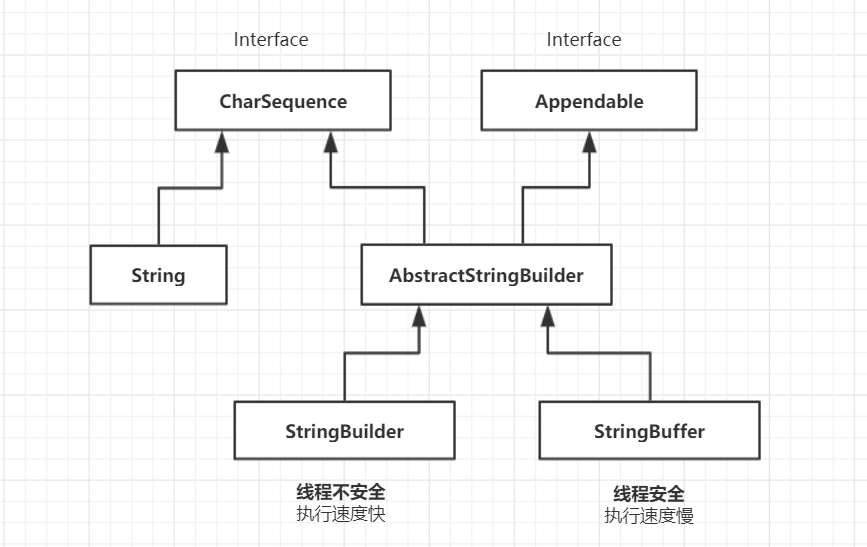 Interface
Interface
CharSequence
Appendable
String
AbstractStringBuilder
StringBuilder
StringBuffer
线程不安全
执行速度快
线程安全
执行速度慢